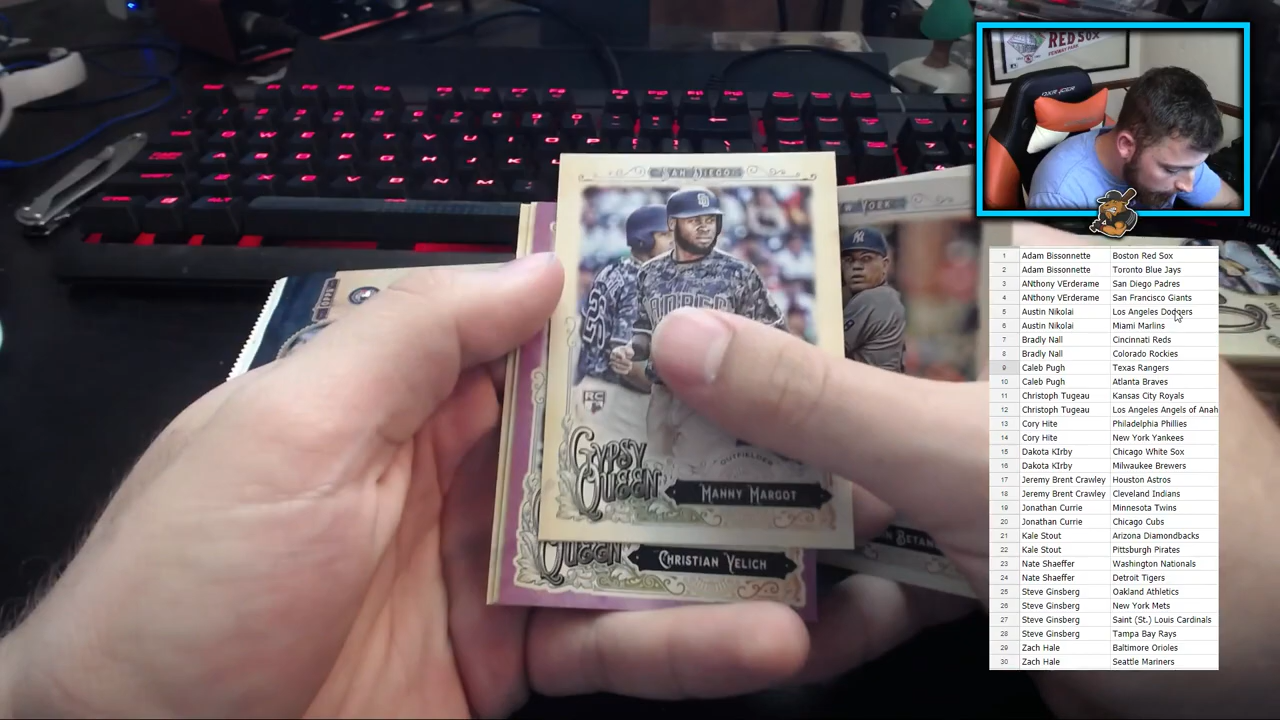 RED SOX
FENWAY PARK
SAN DIEGO
W YORK
RC
OUTFIELDER
GYPSY
QUEEN
MANNY MARGOT
QUEEN
CHRISTIAN YELICH
N BETAN
1 Adam Bissonnette Boston Red Sox
2 Adam Bissonnette Toronto Blue Jays
3 ANthony VErderame San Diego Padres
4 ANthony VErderame San Francisco Giants
5 Austin Nikolai Los Angeles Dodgers
6 Austin Nikolai Miami Marlins
7 Bradly Nall Cincinnati Reds
8 Bradly Nall Colorado Rockies
9 Caleb Pugh Texas Rangers
10 Caleb Pugh Atlanta Braves
11 Christoph Tugeau Kansas City Royals
12 Christoph Tugeau Los Angeles Angels of Anah
13 Cory Hite Philadelphia Phillies
14 Cory Hite New York Yankees
15 Dakota KIrby Chicago White Sox
16 Dakota KIrby Milwaukee Brewers
17 Jeremy Brent Crawley Houston Astros
18 Jeremy Brent Crawley Cleveland Indians
19 Jonathan Currie Minnesota Twins
20 Jonathan Currie Chicago Cubs
21 Kale Stout Arizona Diamondbacks
22 Kale Stout Pittsburgh Pirates
23 Nate Shaeffer Washington Nationals
24 Nate Shaeffer Detroit Tigers
25 Steve Ginsberg Oakland Athletics
26 Steve Ginsberg New York Mets
27 Steve Ginsberg Saint (St.) Louis Cardinals
28 Steve Ginsberg Tampa Bay Rays
29 Zach Hale Baltimore Orioles
30 Zach Hale Seattle Mariners